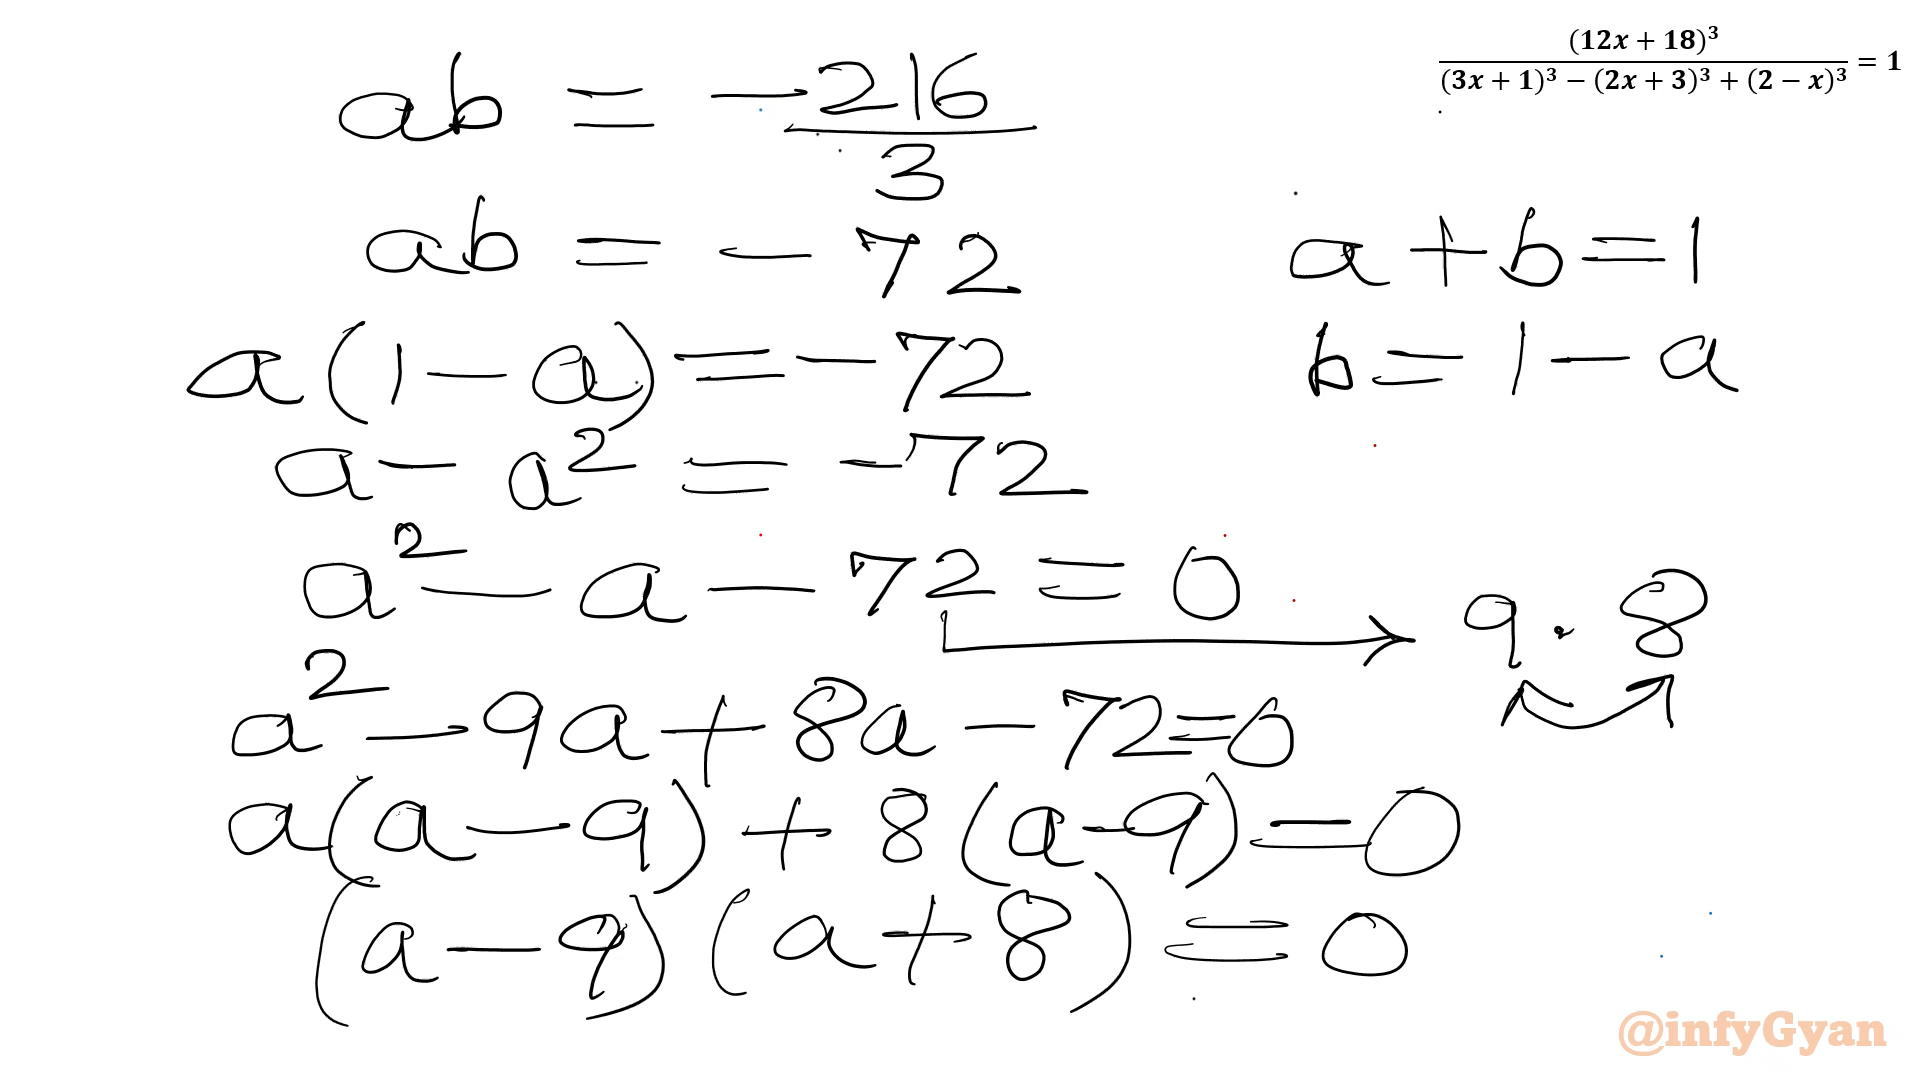 (12x + 18)³
(3x + 1)³ − (2x + 3)³ + (2 − x)³ = 1
ab = −216
3
ab = −72
a + b = 1
a(1 − a) = −72
b = 1 − a
a − a² = −72
a² − a − 72 = 0
9 · 8
a² − 9a + 8a − 72 = 0
a(a − 9) + 8(a − 9) = 0
(a − 9)(a + 8) = 0
@infyGyan